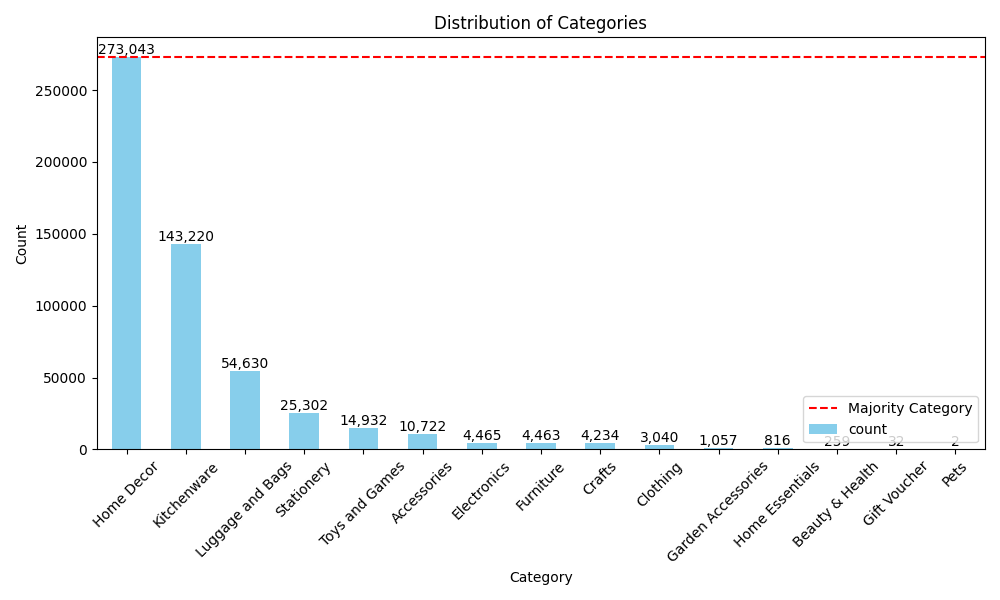 Distribution of Categories
273,043
143,220
54,630
25,302
14,932
10,722
4,465
4,463
4,234
3,040
1,057
816
259
32
2
250000
200000
150000
100000
50000
0
Count
Majority Category
count
Home Decor
Kitchenware
Luggage and Bags
Stationery
Toys and Games
Accessories
Electronics
Furniture
Crafts
Clothing
Garden Accessories
Home Essentials
Beauty & Health
Gift Voucher
Pets
Category